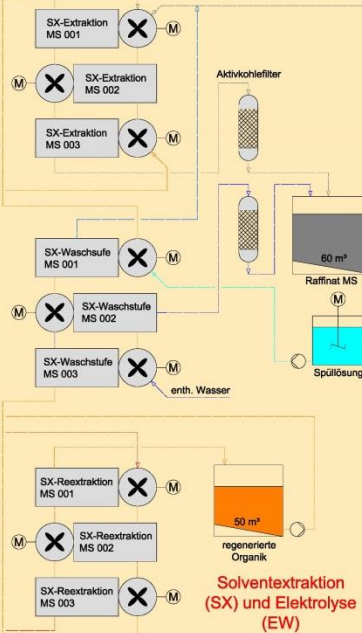 SX-Extraktion
MS 001
M
M
SX-Extraktion
MS 002
SX-Extraktion
MS 003
M
Aktivkohlefilter
60 m³
Raffinat MS
SX-Waschsufe
MS 001
M
M
SX-Waschstufe
MS 002
SX-Waschstufe
MS 003
M
enth. Wasser
M
Spüllösung
SX-Reextraktion
MS 001
M
M
SX-Reextraktion
MS 002
SX-Reextraktion
MS 003
M
50 m³
regenerierte
Organik
Solventextraktion
(SX) und Elektrolyse
(EW)